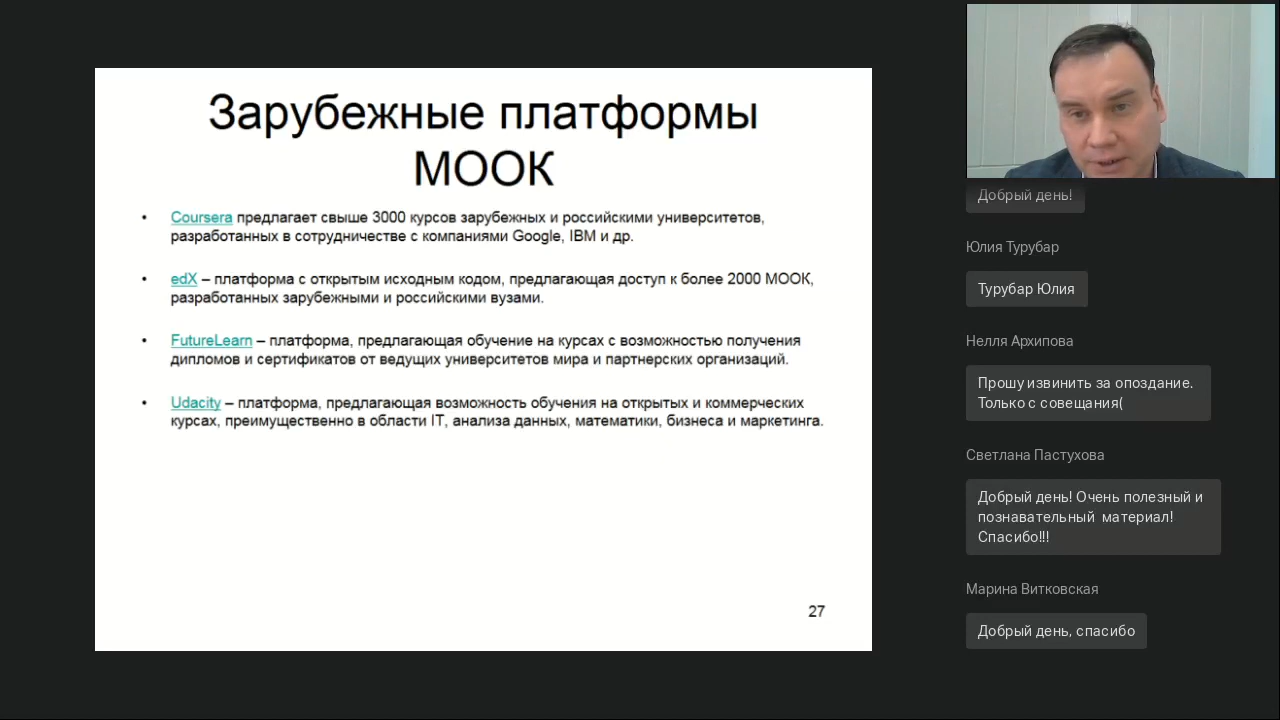 Зарубежные платформы
МООК
• Coursera предлагает свыше 3000 курсов зарубежных и российскими университетов,
разработанных в сотрудничестве с компаниями Google, IBM и др.
• edX – платформа с открытым исходным кодом, предлагающая доступ к более 2000 МООК,
разработанных зарубежными и российскими вузами.
• FutureLearn – платформа, предлагающая обучение на курсах с возможностью получения
дипломов и сертификатов от ведущих университетов мира и партнерских организаций.
• Udacity – платформа, предлагающая возможность обучения на открытых и коммерческих
курсах, преимущественно в области IT, анализа данных, математики, бизнеса и маркетинга.
27
Добрый день!
Юлия Турубар
Турубар Юлия
Нелля Архипова
Прошу извинить за опоздание.
Только с совещания(
Светлана Пастухова
Добрый день! Очень полезный и
познавательный материал!
Спасибо!!!
Марина Витковская
Добрый день, спасибо